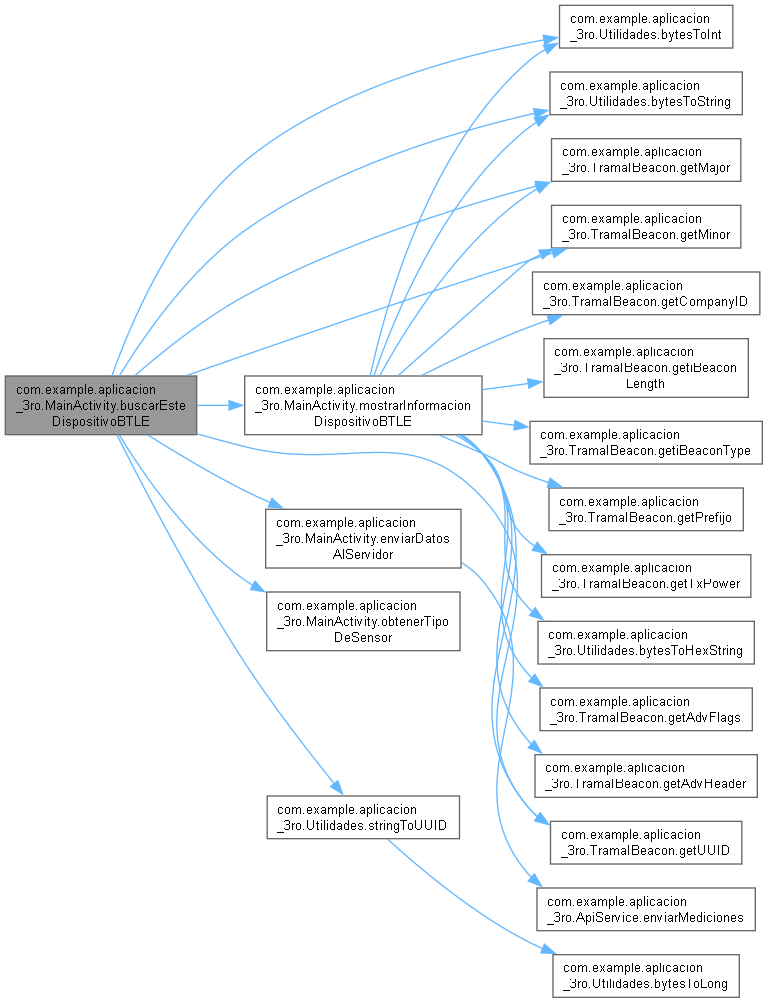 com.example.aplicacion
_3ro.Utilidades.bytesToInt
com.example.aplicacion
_3ro.Utilidades.bytesToString
com.example.aplicacion
_3ro.TramaIBeacon.getMajor
com.example.aplicacion
_3ro.TramaIBeacon.getMinor
com.example.aplicacion
_3ro.TramaIBeacon.getCompanyID
com.example.aplicacion
_3ro.TramaIBeacon.getiBeacon
Length
com.example.aplicacion
_3ro.MainActivity.buscarEste
DispositivoBTLE
com.example.aplicacion
_3ro.MainActivity.mostrarInformacion
DispositivoBTLE
com.example.aplicacion
_3ro.TramaIBeacon.getiBeaconType
com.example.aplicacion
_3ro.TramaIBeacon.getPrefijo
com.example.aplicacion
_3ro.MainActivity.enviarDatos
AlServidor
com.example.aplicacion
_3ro.TramaIBeacon.getTxPower
com.example.aplicacion
_3ro.MainActivity.obtenerTipo
DeSensor
com.example.aplicacion
_3ro.Utilidades.bytesToHexString
com.example.aplicacion
_3ro.TramaIBeacon.getAdvFlags
com.example.aplicacion
_3ro.TramaIBeacon.getAdvHeader
com.example.aplicacion
_3ro.Utilidades.stringToUUID
com.example.aplicacion
_3ro.TramaIBeacon.getUUID
com.example.aplicacion
_3ro.ApiService.enviarMediciones
com.example.aplicacion
_3ro.Utilidades.bytesToLong